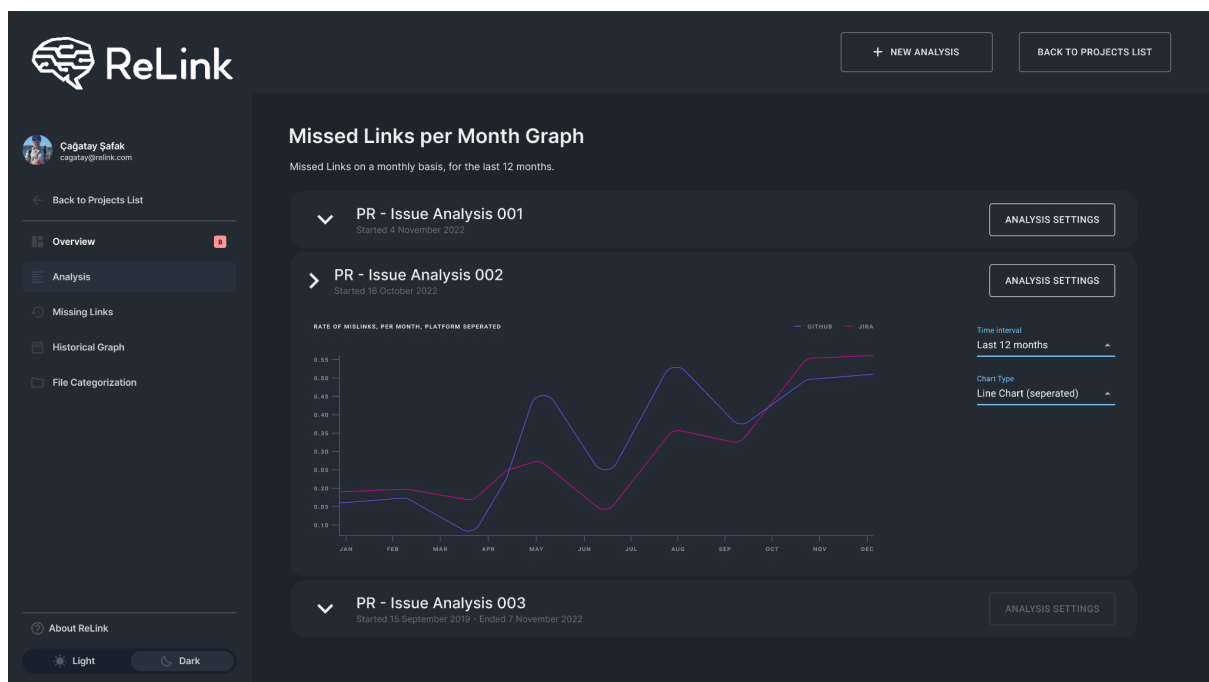 ReLink
+ NEW ANALYSIS
BACK TO PROJECTS LIST
Çağatay Şafak
cagatay@relink.com
Back to Projects List
Overview
8
Analysis
Missing Links
Historical Graph
File Categorization
About ReLink
Light
Dark
Missed Links per Month Graph
Missed Links on a monthly basis, for the last 12 months.
PR - Issue Analysis 001
Started 4 November 2022
ANALYSIS SETTINGS
PR - Issue Analysis 002
Started 16 October 2022
ANALYSIS SETTINGS
RATE OF MISLINKS, PER MONTH, PLATFORM SEPERATED
GITHUB
JIRA
0.55
0.50
0.45
0.40
0.35
0.30
0.05
0.20
0.05
0.10
JAN FEB MAR APR MAY JUN JUL AUG SEP OCT NOV DEC
Time interval
Last 12 months
Chart Type
Line Chart (seperated)
PR - Issue Analysis 003
Started 15 September 2019 - Ended 7 November 2022
ANALYSIS SETTINGS